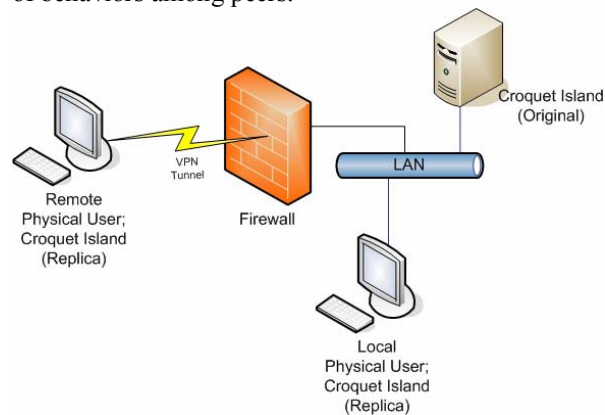 of behaviors among peers.
Croquet Island
(Original)
LAN
VPN
Tunnel
Firewall
Remote
Physical User;
Croquet Island
(Replica)
Local
Physical User;
Croquet Island
(Replica)